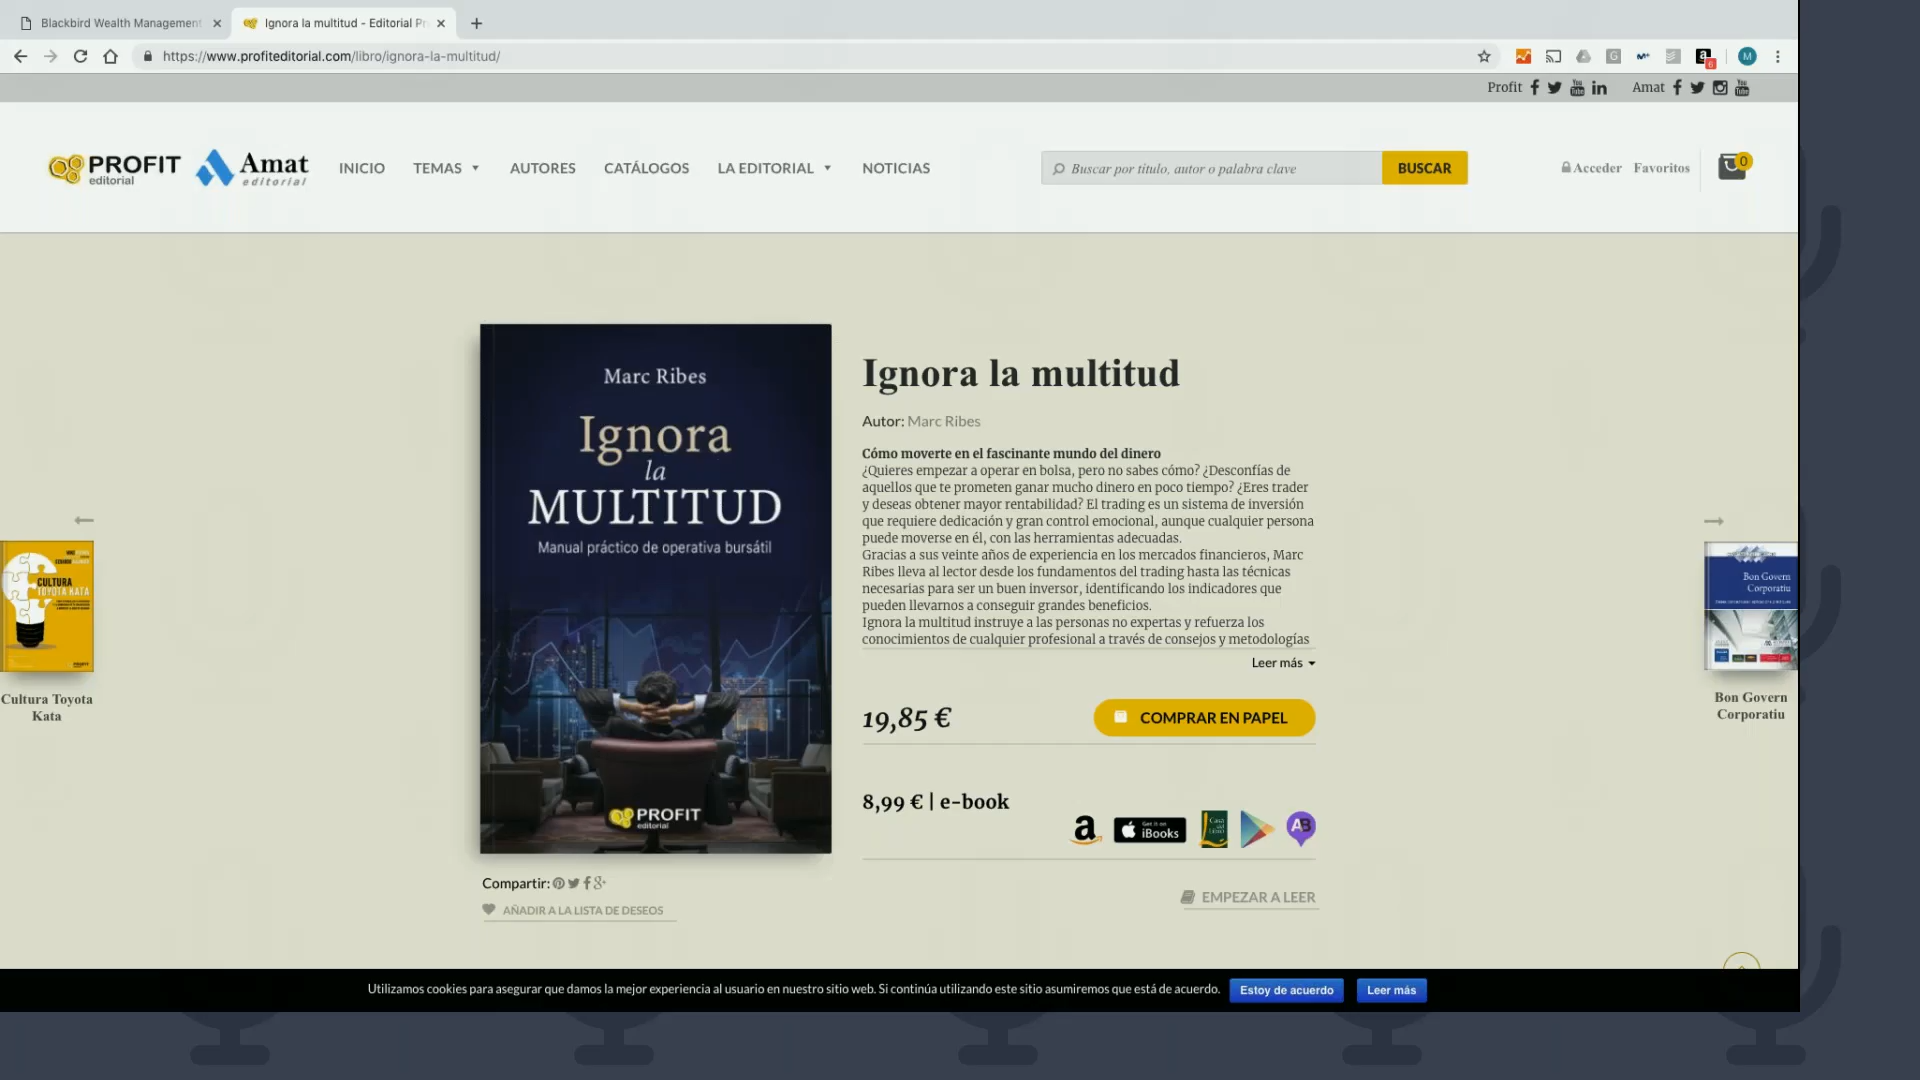 Blackbird Wealth Management
Ignora la multitud - Editorial Pr
https://www.profiteditorial.com/libro/ignora-la-multitud/
6
M
Profit
Amat
PROFIT
editorial
Amat
editorial
INICIO
TEMAS
AUTORES
CATÁLOGOS
LA EDITORIAL
NOTICIAS
Buscar por título, autor o palabra clave
BUSCAR
Acceder
Favoritos
0
Marc Ribes
Ignora
la
MULTITUD
Manual práctico de operativa bursátil
PROFIT
editorial
Ignora la multitud
Autor: Marc Ribes
Cómo moverte en el fascinante mundo del dinero
¿Quieres empezar a operar en bolsa, pero no sabes cómo? ¿Desconfías de
aquellos que te prometen ganar mucho dinero en poco tiempo? ¿Eres trader
y deseas obtener mayor rentabilidad? El trading es un sistema de inversión
que requiere dedicación y gran control emocional, aunque cualquier persona
puede moverse en él, con las herramientas adecuadas.
Gracias a sus veinte años de experiencia en los mercados financieros, Marc
Ribes lleva al lector desde los fundamentos del trading hasta las técnicas
necesarias para ser un buen inversor, identificando los indicadores que
pueden llevarnos a conseguir grandes beneficios.
Ignora la multitud instruye a las personas no expertas y refuerza los
conocimientos de cualquier profesional a través de consejos y metodologías
Leer más
19,85 €
COMPRAR EN PAPEL
8,99 € | e-book
a
Get it on
iBooks
Casa
del
Libro
AB
EMPEZAR A LEER
Compartir:
AÑADIR A LA LISTA DE DESEOS
CULTURA
TOYOTA KATA
Cultura Toyota
Kata
Bon Govern
Corporatiu
Bon Govern
Corporatiu
Utilizamos cookies para asegurar que damos la mejor experiencia al usuario en nuestro sitio web. Si continúa utilizando este sitio asumiremos que está de acuerdo.
Estoy de acuerdo
Leer más